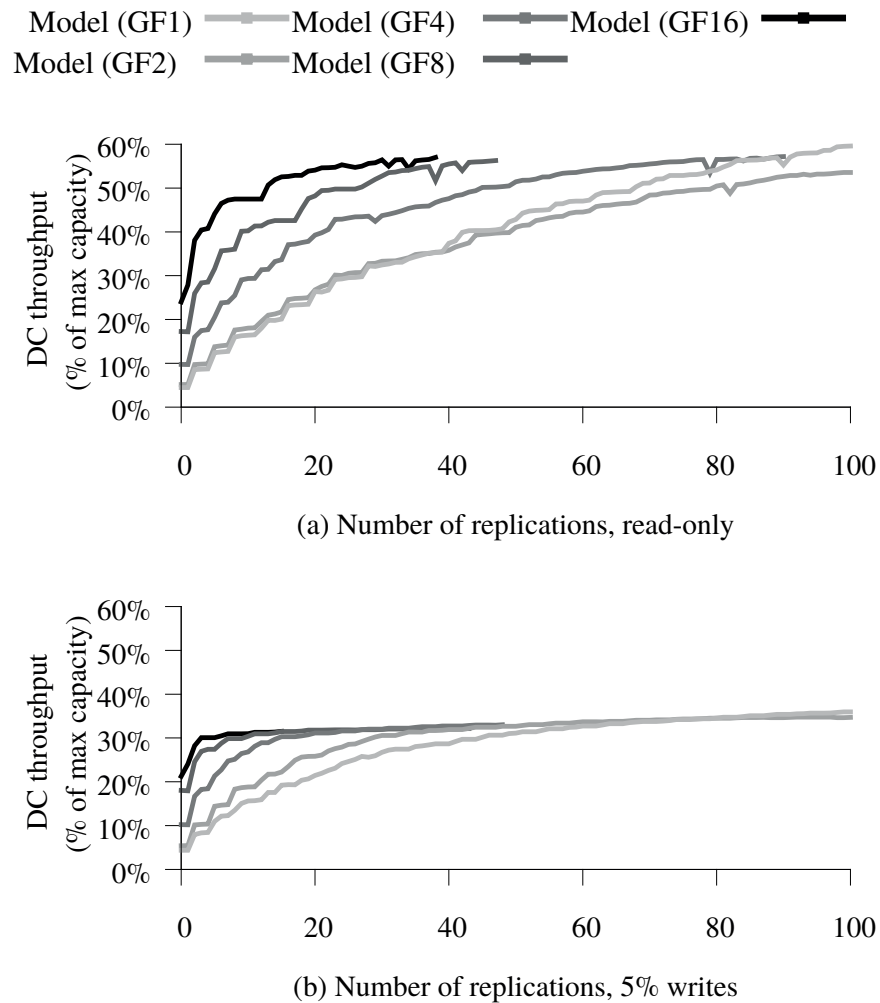 Model (GF1) Model (GF4) Model (GF16)
Model (GF2) Model (GF8)
DC throughput
(% of max capacity)
60%
50%
40%
30%
20%
10%
0%
0 20 40 60 80 100
(a) Number of replications, read-only
DC throughput
(% of max capacity)
60%
50%
40%
30%
20%
10%
0%
0 20 40 60 80 100
(b) Number of replications, 5% writes